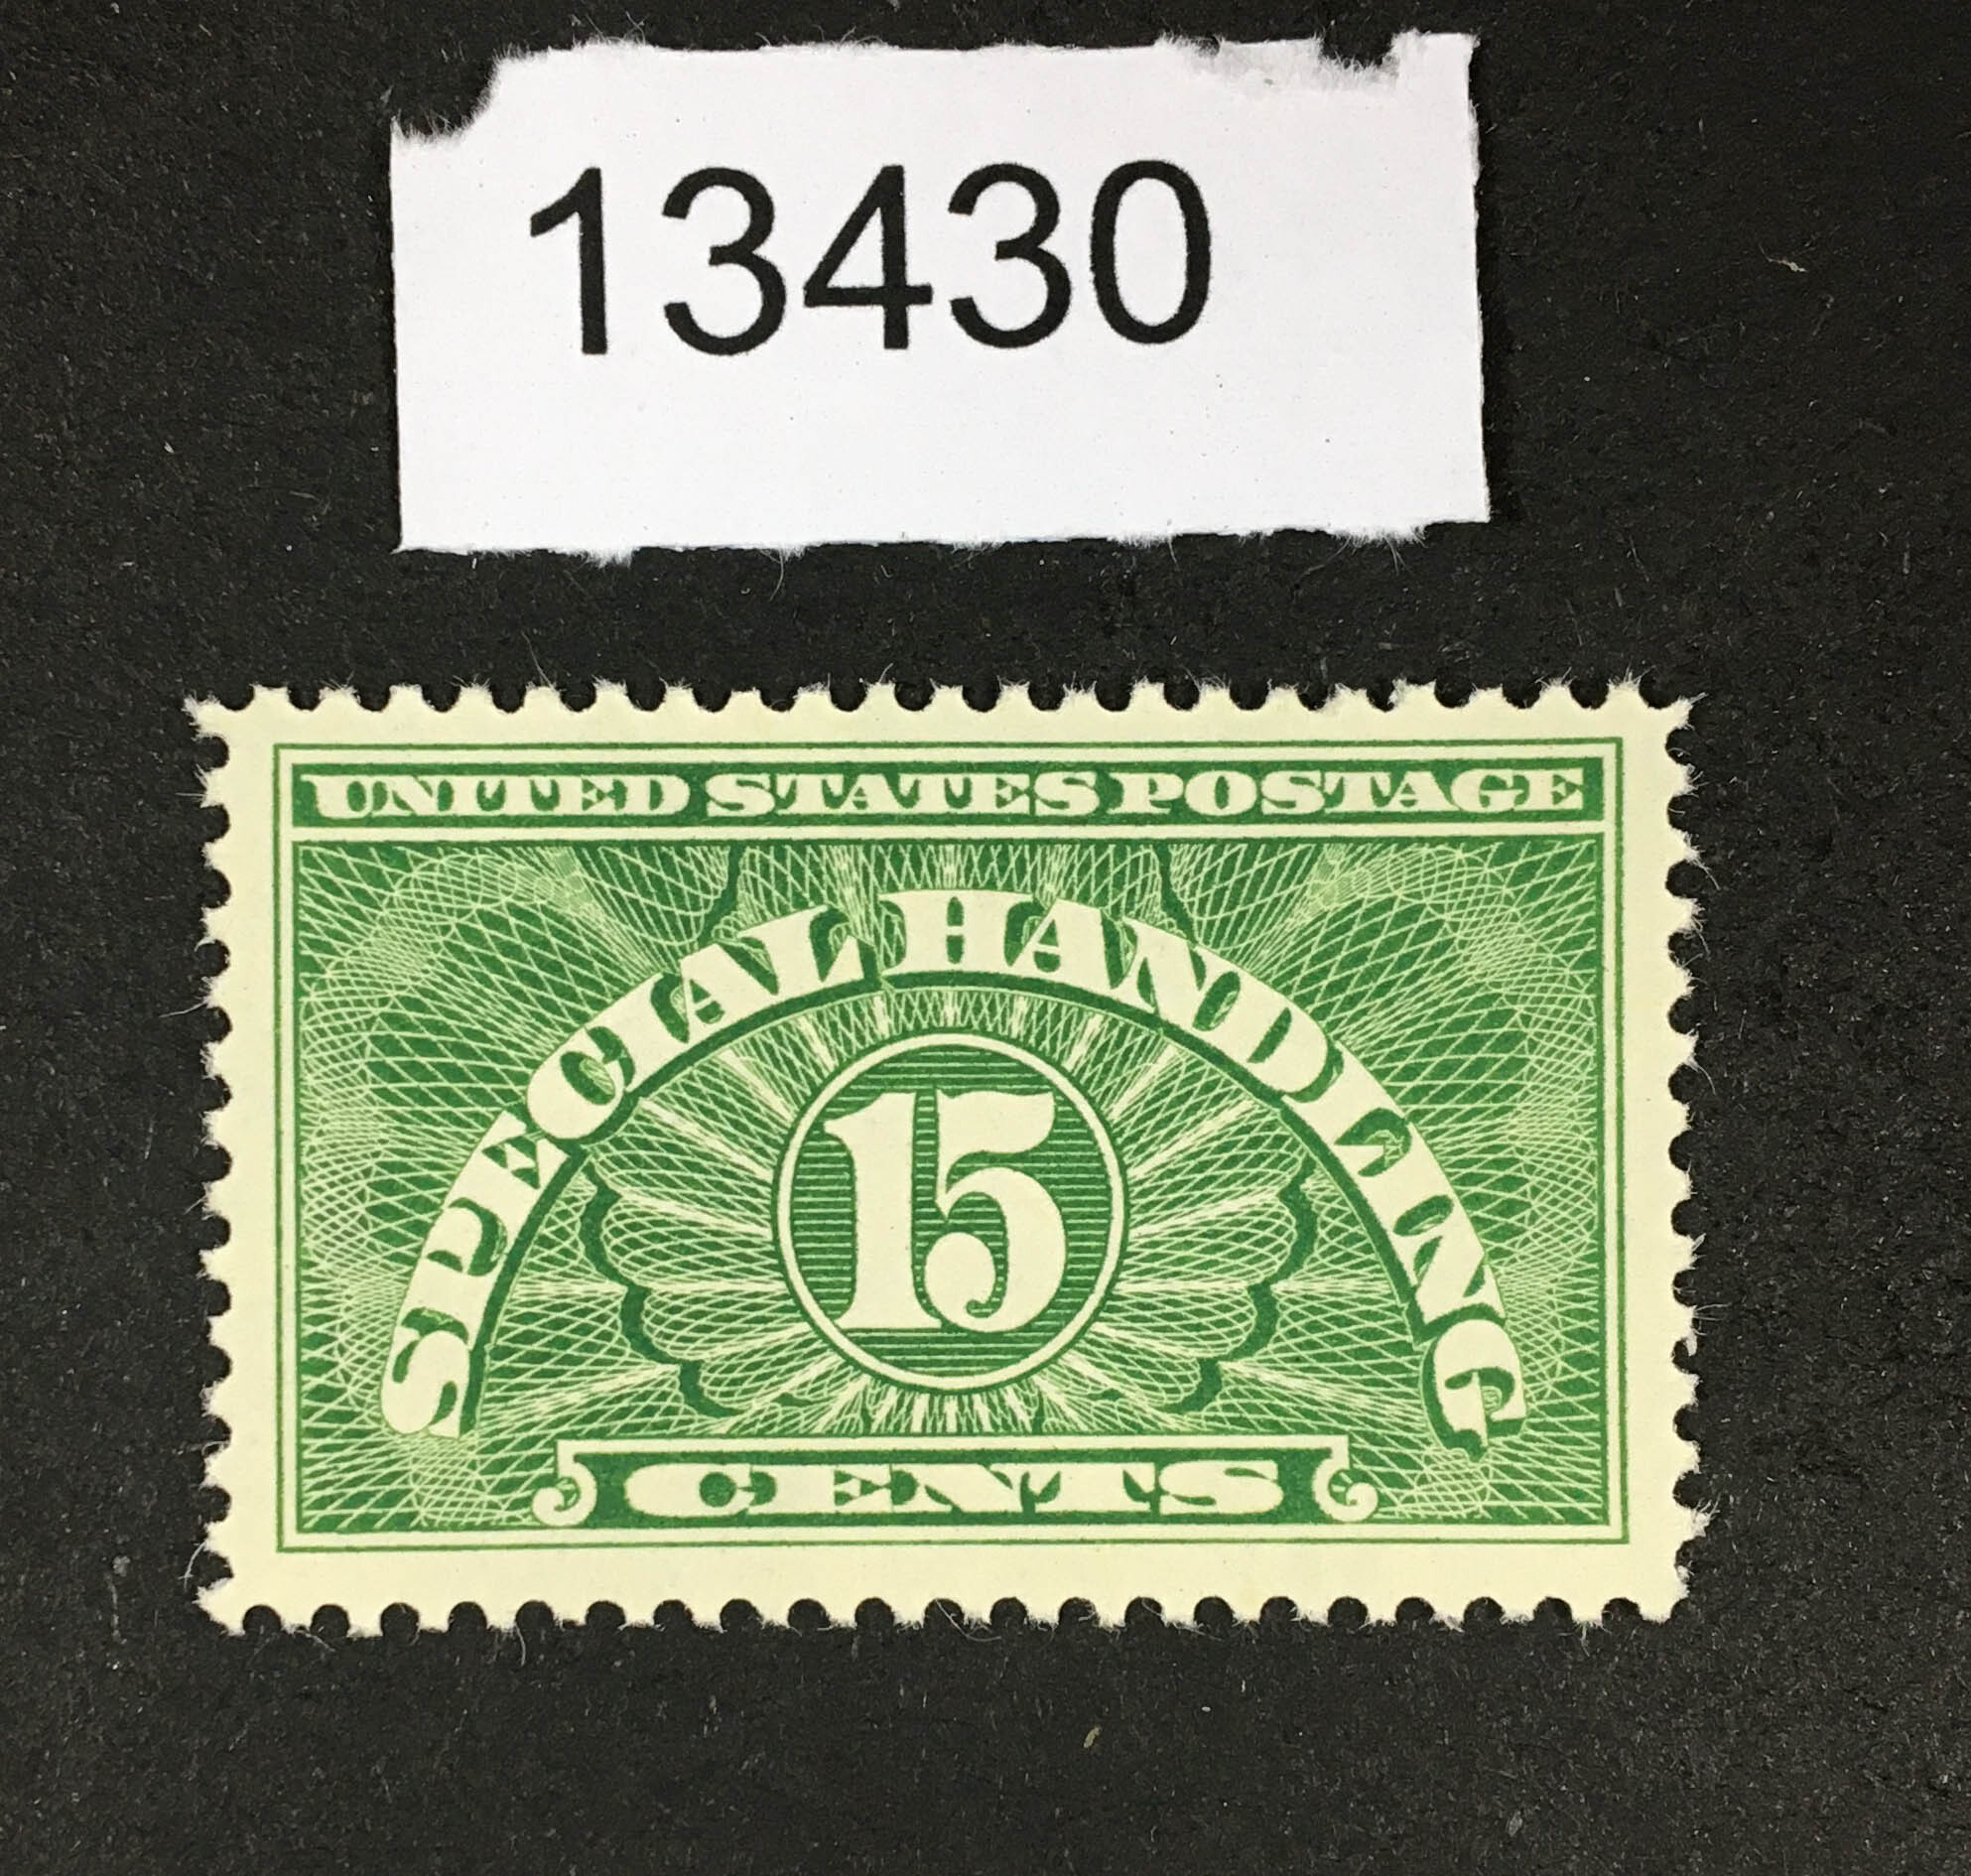 13430
UNITED STATES POSTAGE
SPECIAL HANDLING
15
CENTS